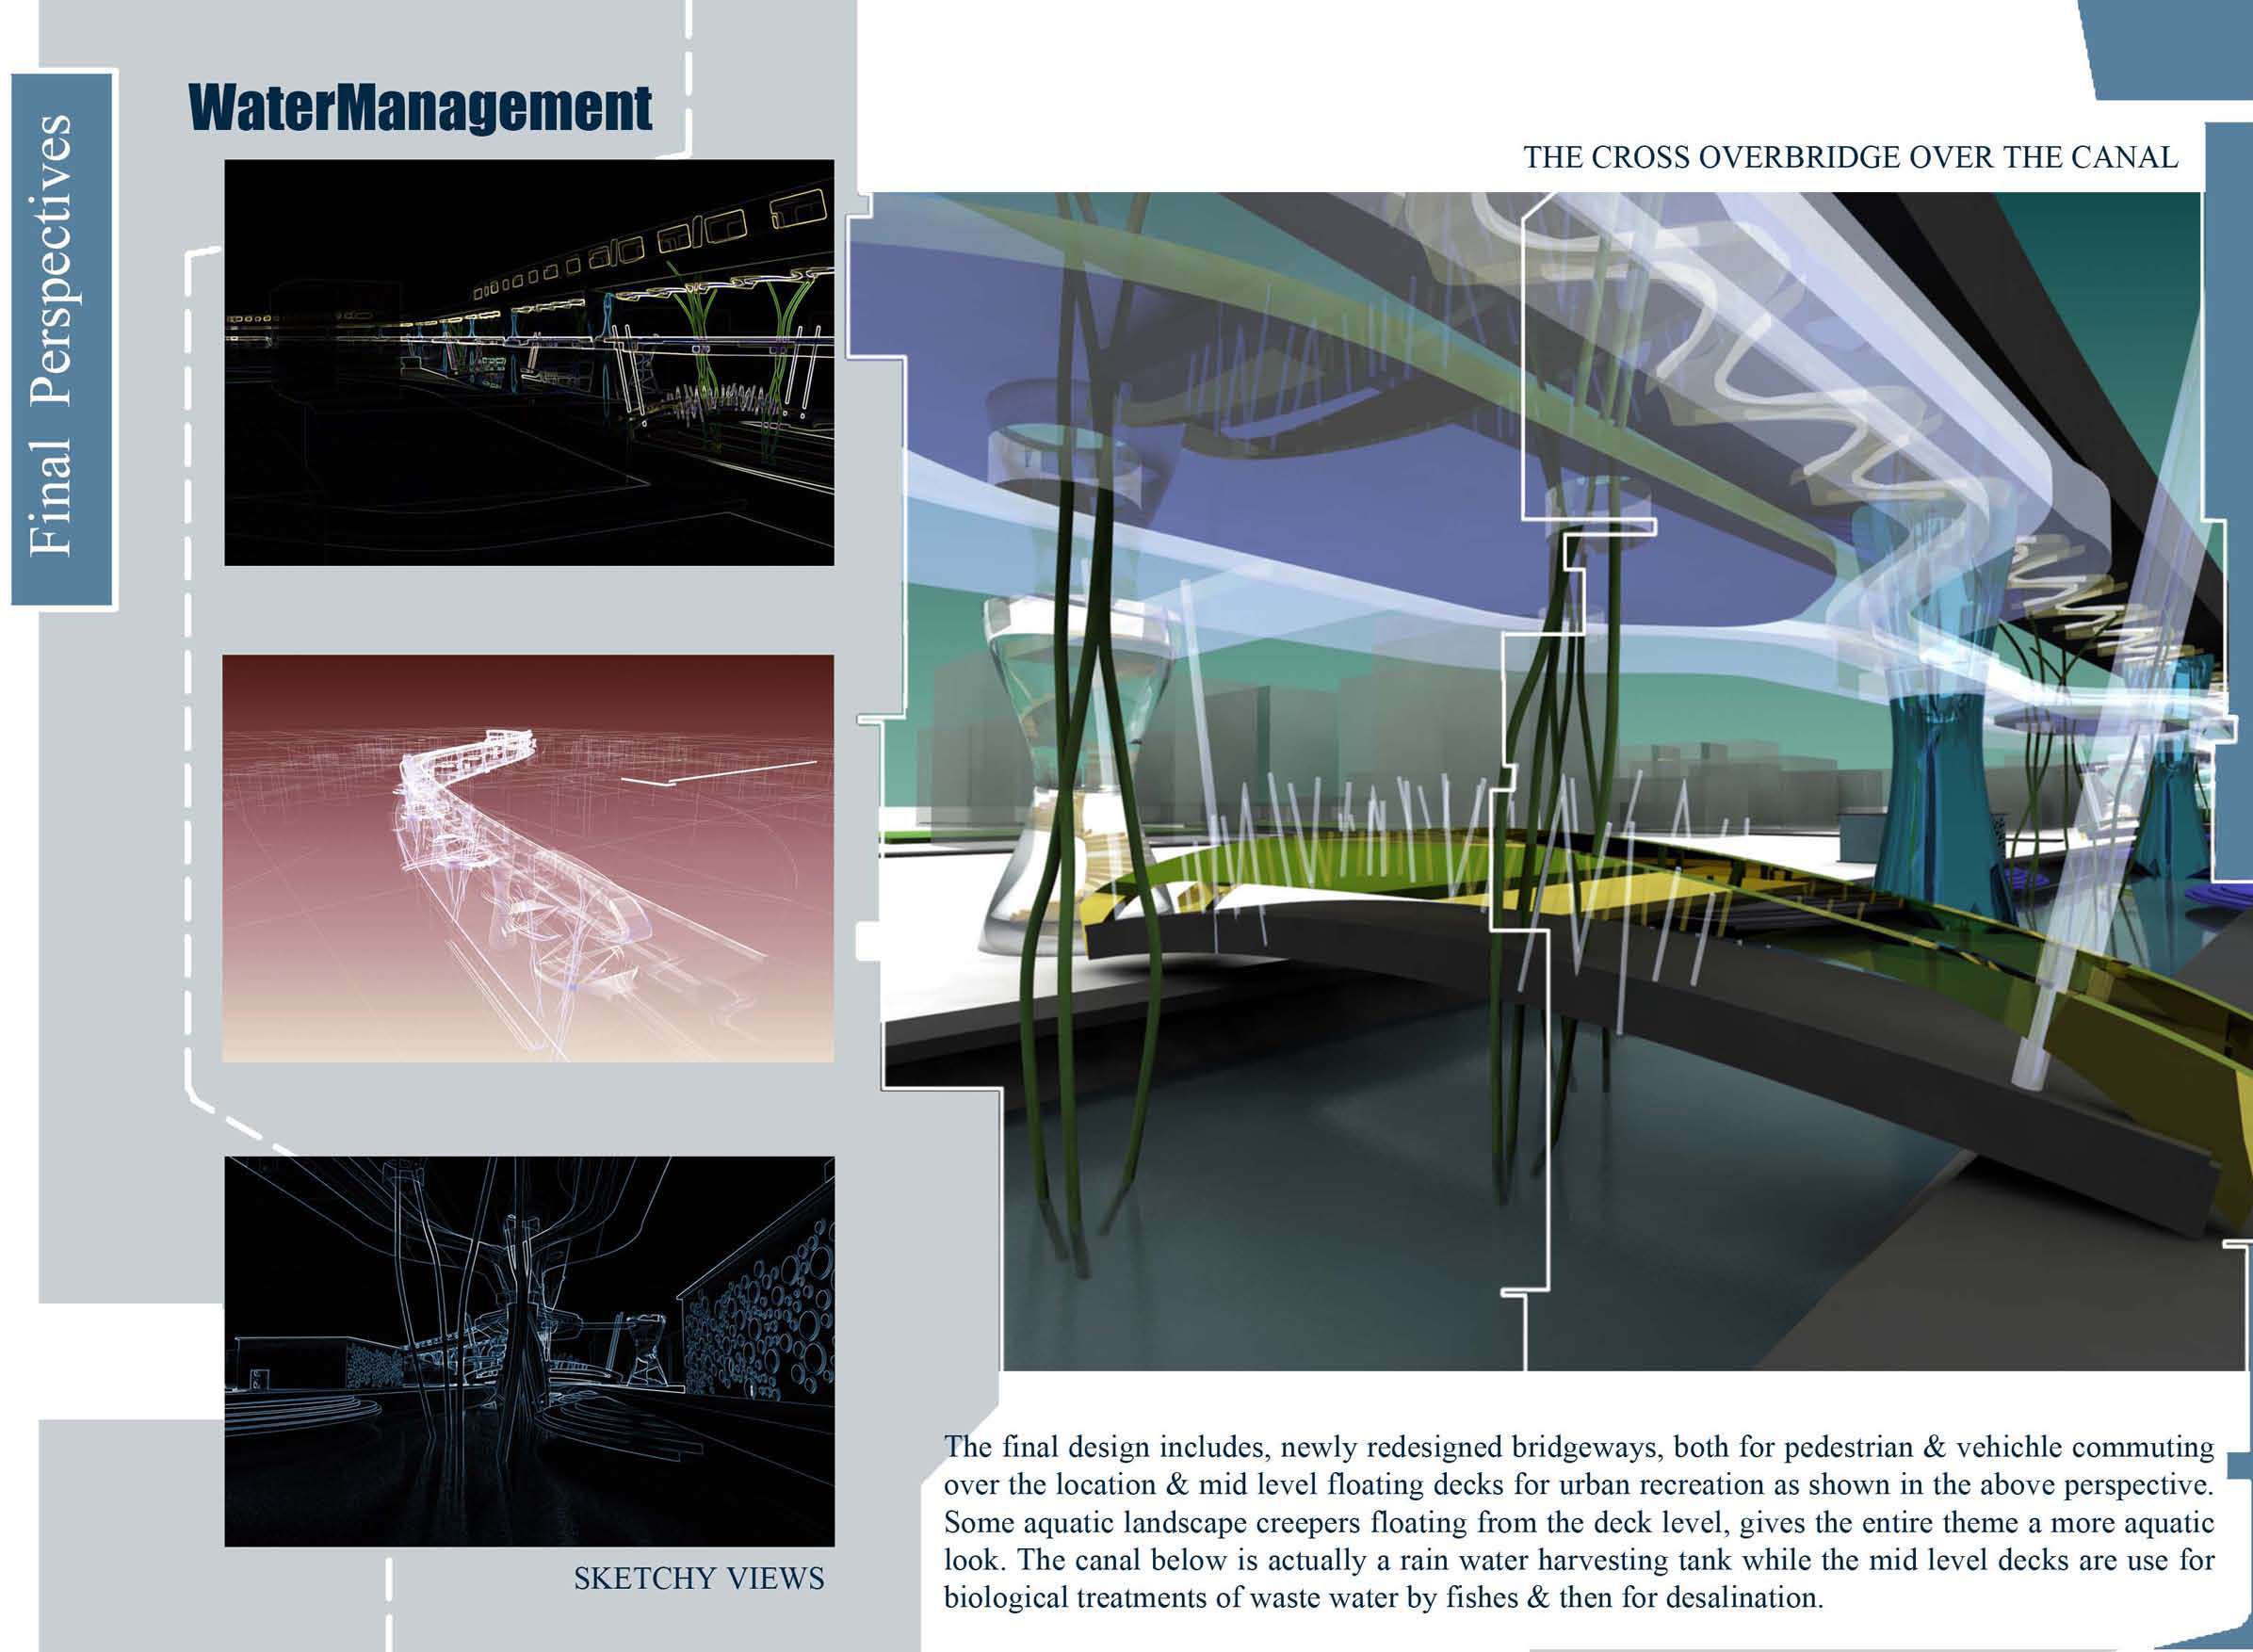 Final Perspectives
WaterManagement
THE CROSS OVERBRIDGE OVER THE CANAL
SKETCHY VIEWS
The final design includes, newly redesigned bridgeways, both for pedestrian & vehichle commuting
over the location & mid level floating decks for urban recreation as shown in the above perspective.
Some aquatic landscape creepers floating from the deck level, gives the entire theme a more aquatic
look. The canal below is actually a rain water harvesting tank while the mid level decks are use for
biological treatments of waste water by fishes & then for desalination.